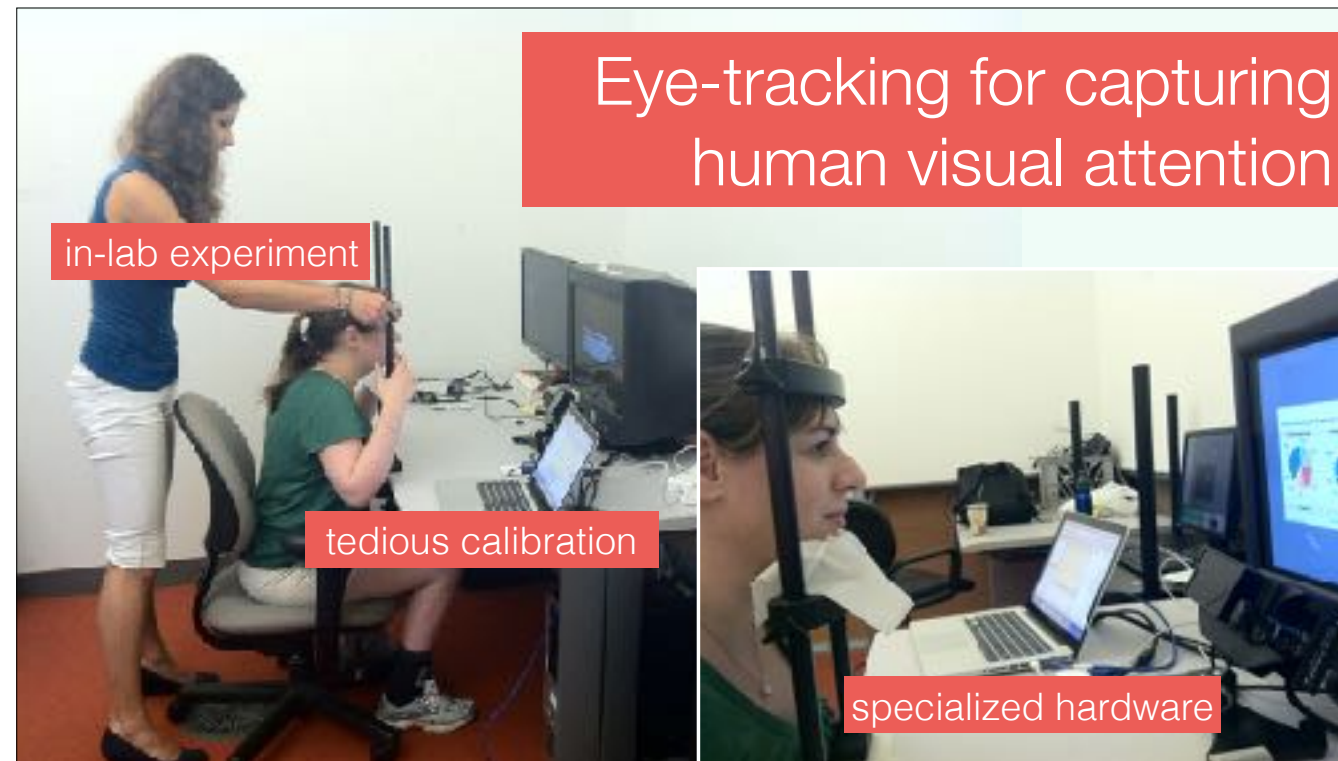 Eye-tracking for capturing
human visual attention
in-lab experiment
tedious calibration
specialized hardware